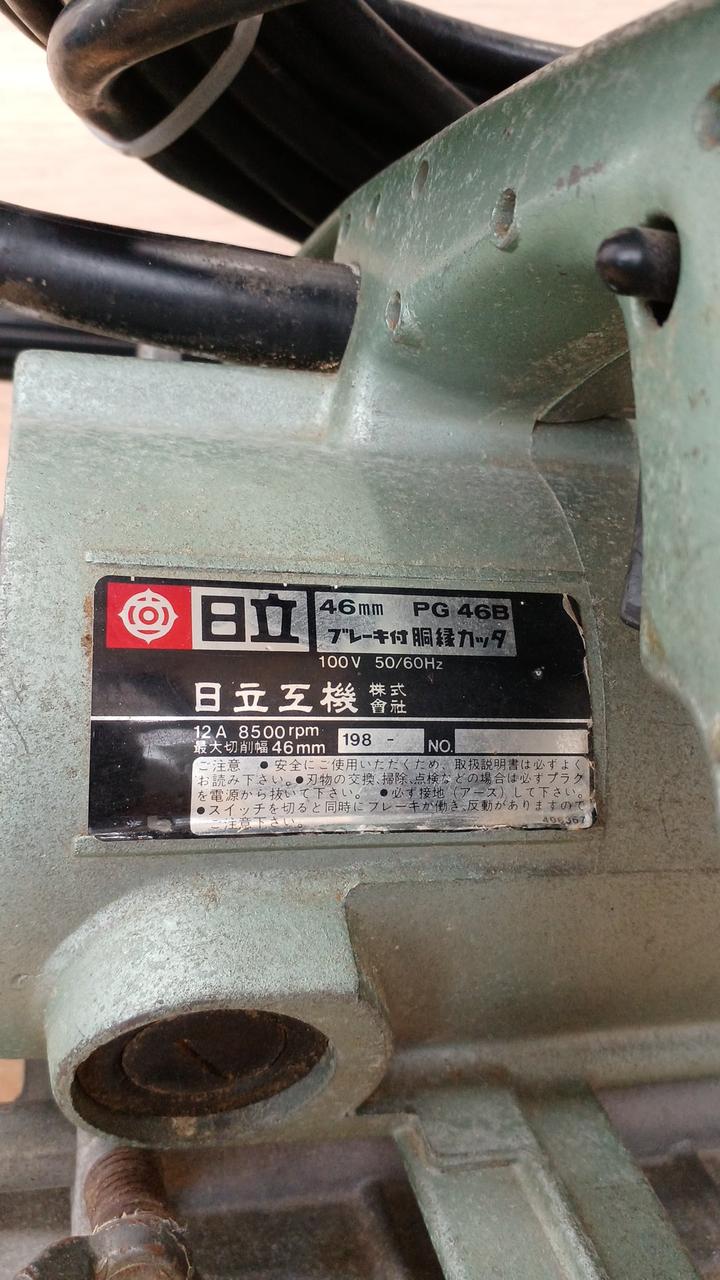 日立
46mm PG 46B
ブレーキ付 胴縁カッタ
100V 50/60Hz
日立工機 株式會社
12A 8500rpm
最大切削幅46mm
198 - NO.
ご注意 ●安全にご使用いただくため、取扱説明書は必ずよく
お読み下さい。●刃物の交換、掃除、点検などの場合は必ずプラグ
を電源から抜いて下さい。 ●必ず接地（アース）して下さい。
●スイッチを切ると同時にブレーキが働き、反動がありますので
ご注意下さい。
406367